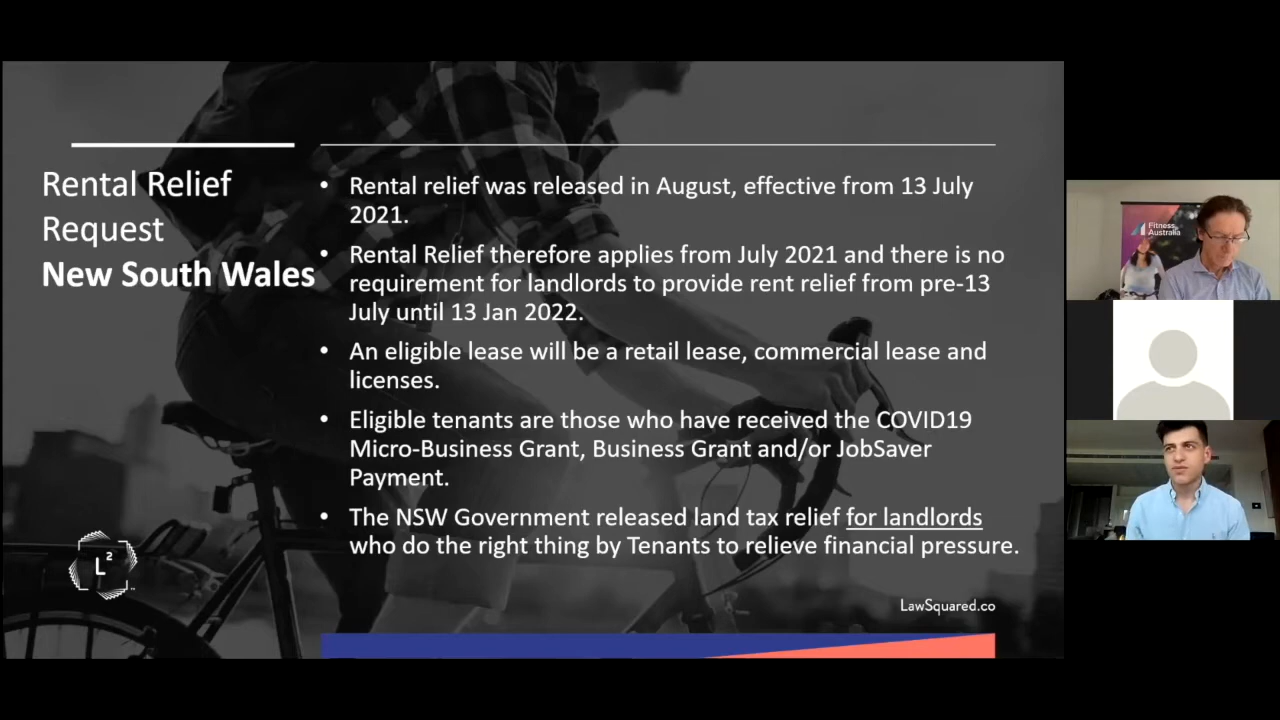 Rental Relief
Request
New South Wales
• Rental relief was released in August, effective from 13 July
2021.
• Rental Relief therefore applies from July 2021 and there is no
requirement for landlords to provide rent relief from pre-13
July until 13 Jan 2022.
• An eligible lease will be a retail lease, commercial lease and
licenses.
• Eligible tenants are those who have received the COVID19
Micro-Business Grant, Business Grant and/or JobSaver
Payment.
• The NSW Government released land tax relief for landlords
who do the right thing by Tenants to relieve financial pressure.
L²
LawSquared.co
Fitness
Australia